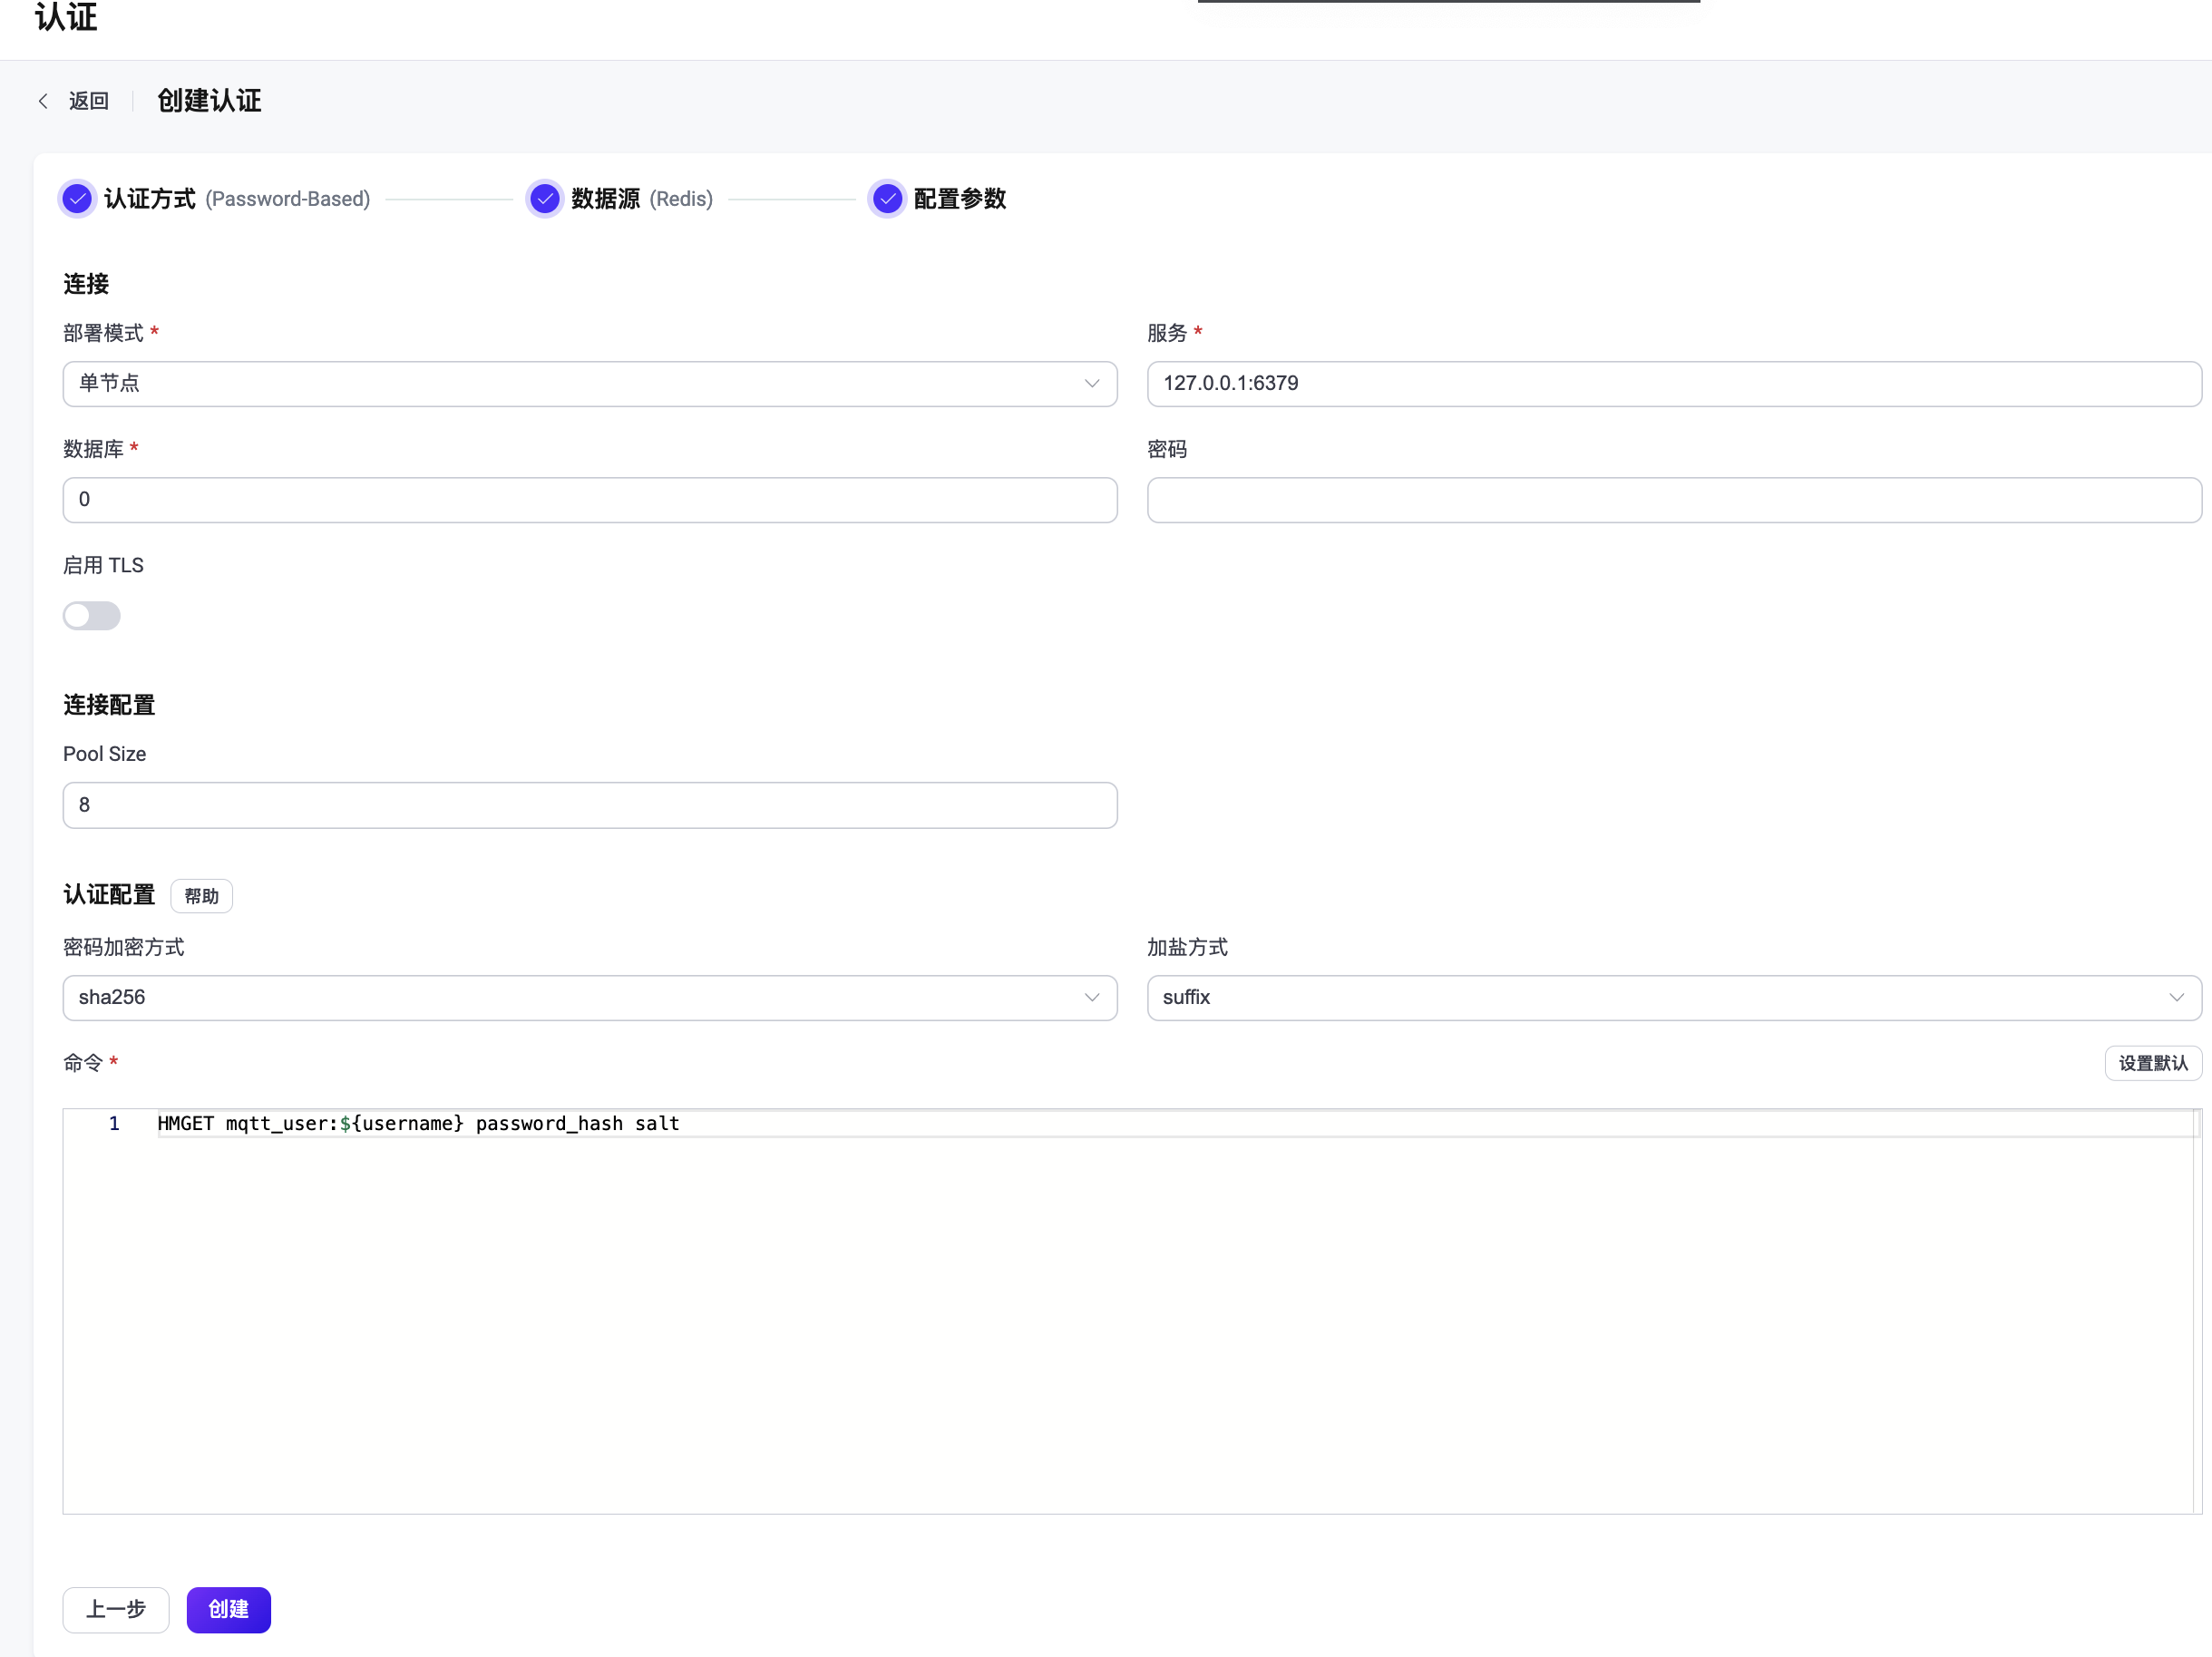 认证
返回 创建认证
认证方式 (Password-Based) 数据源 (Redis) 配置参数
连接
部署模式 * 服务 *
单节点 127.0.0.1:6379
数据库 * 密码
0
启用 TLS
连接配置
Pool Size
8
认证配置 帮助
密码加密方式 加盐方式
sha256 suffix
命令 * 设置默认
1 HMGET mqtt_user:${username} password_hash salt
上一步 创建